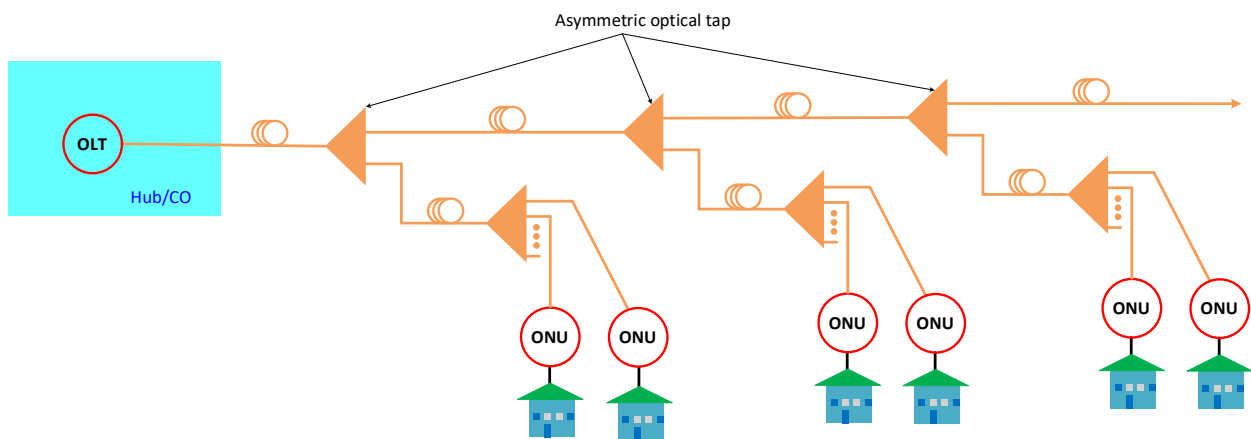 Asymmetric optical tap
OLT
Hub/CO
ONU
ONU
ONU
ONU
ONU
ONU